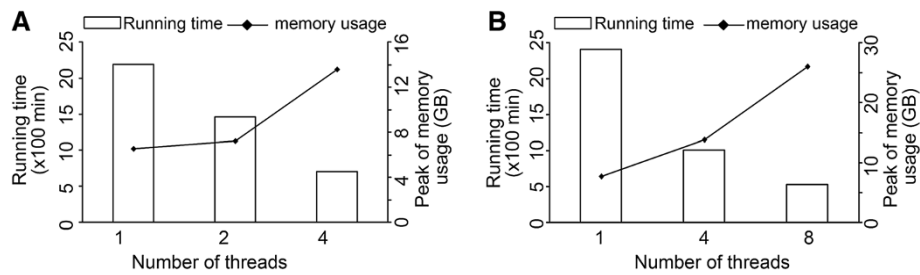 A
Running time memory usage
Running time
(x100 min)
25
20
15
10
5
0
16
12
8
4
0
Peak of memory
usage (GB)
1 2 4
Number of threads
B
Running time memory usage
Running time
(x100 min)
25
20
15
10
5
0
30
20
10
0
Peak of memory
usage (GB)
1 4 8
Number of threads